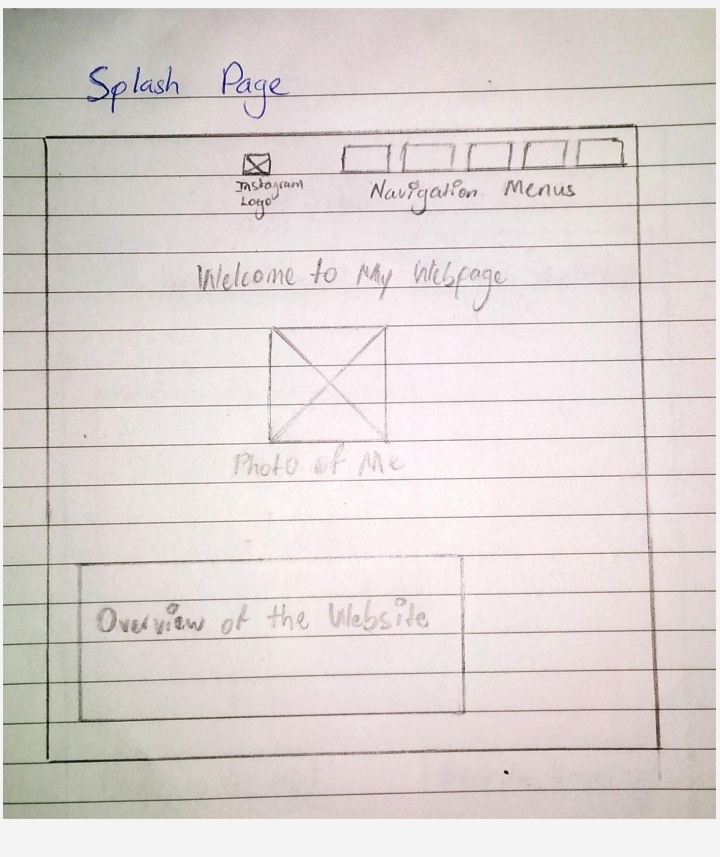 Splash Page
Instagram
Logo
Navigation Menus
Welcome to My Webpage
Photo of Me
Overview of the Website